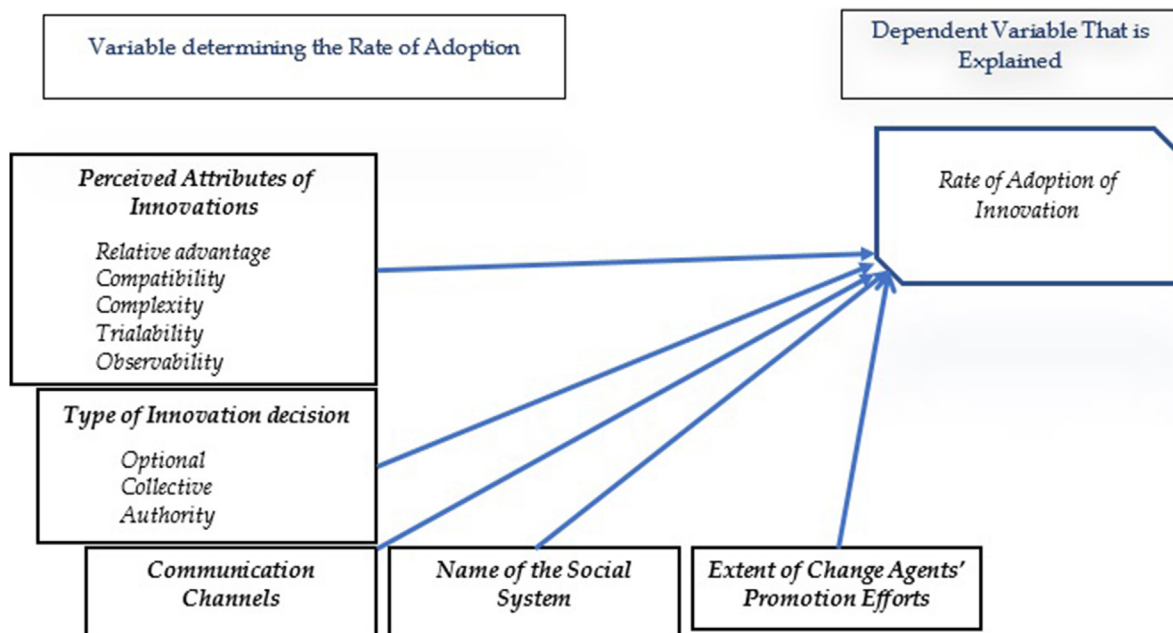 Variable determining the Rate of Adoption
Dependent Variable That is
Explained
Perceived Attributes of
Innovations
Relative advantage
Compatibility
Complexity
Trialability
Observability
Rate of Adoption of
Innovation
Type of Innovation decision
Optional
Collective
Authority
Communication
Channels
Name of the Social
System
Extent of Change Agents’
Promotion Efforts